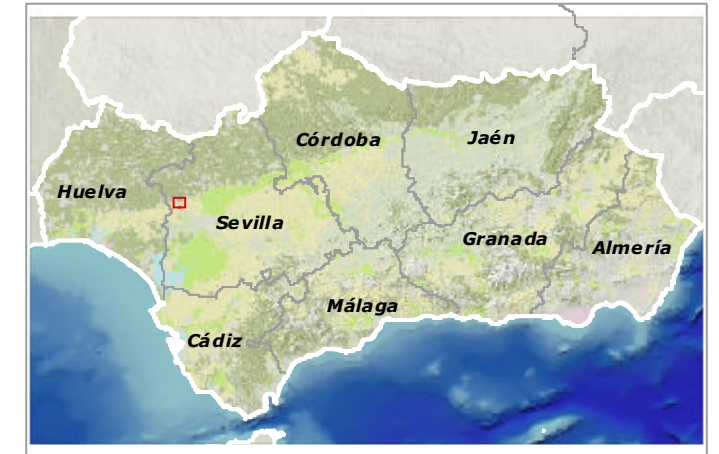 Córdoba
Jaén
Huelva
Sevilla
Granada
Almería
Málaga
Cádiz